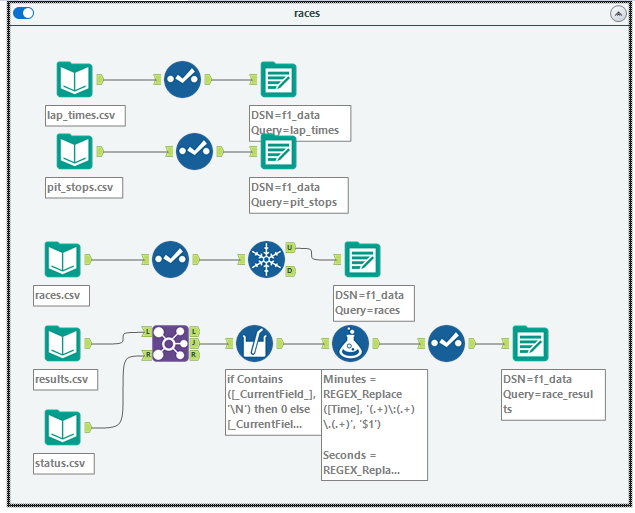 races
lap_times.csv
DSN=f1_data
Query=lap_times
pit_stops.csv
DSN=f1_data
Query=pit_stops
races.csv
U
D
DSN=f1_data
Query=races
results.csv
L
R
L
J
R
status.csv
if Contains
([_CurrentField_],
'\N') then 0 else
[_CurrentFiel...
Minutes =
REGEX_Replace
([Time], '(.+)\:(.+)
\.(.+)', '$1')
Seconds =
REGEX_Repla...
DSN=f1_data
Query=race_resul
ts